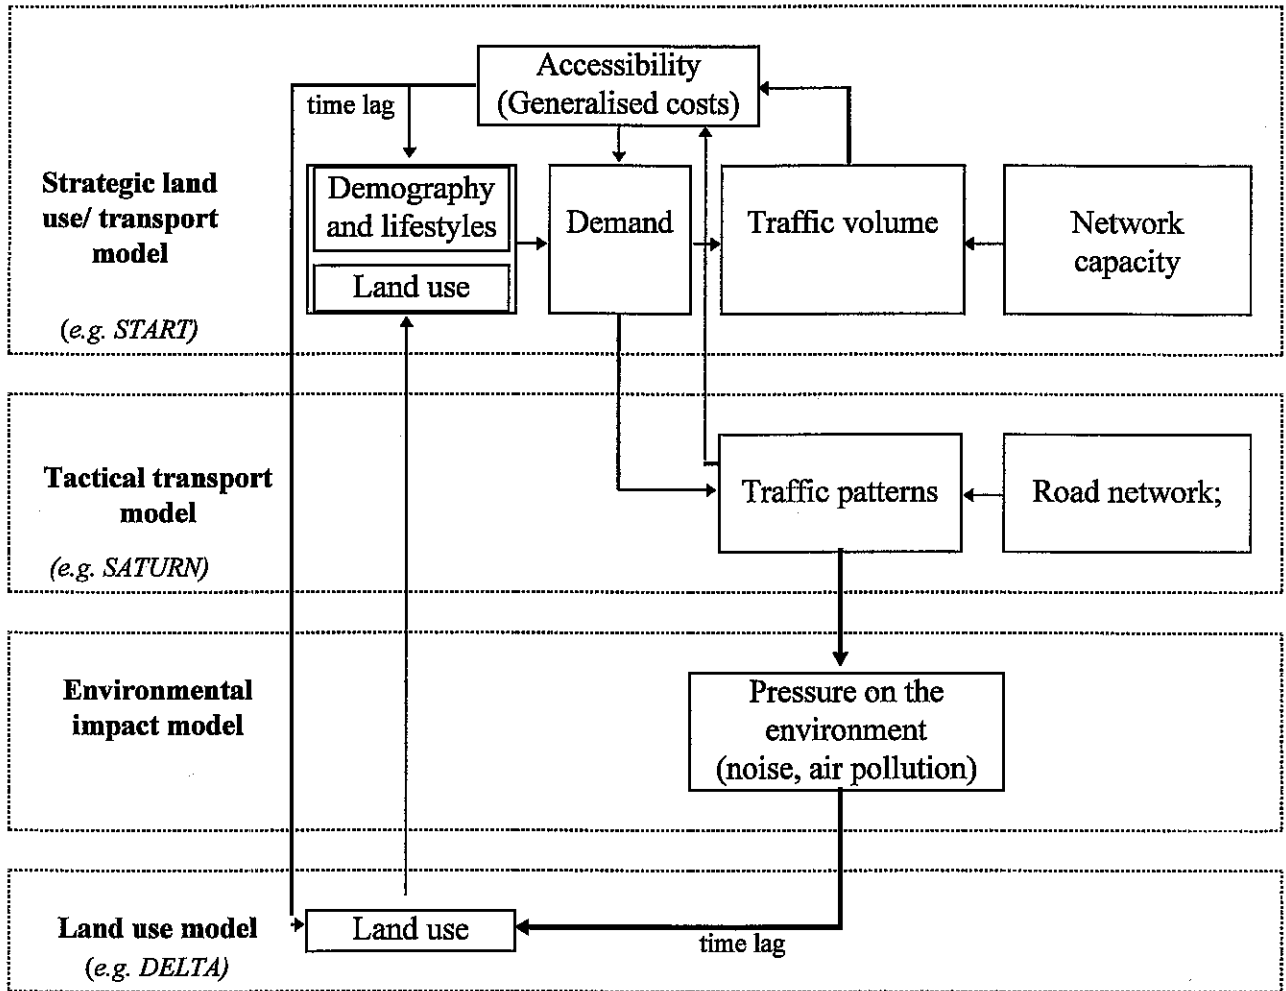 Accessibility
(Generalised costs)
time lag
Strategic land
use/ transport
model
(e.g. START)
Demography
and lifestyles
Land use
Demand
Traffic volume
Network
capacity
Tactical transport
model
(e.g. SATURN)
Traffic patterns
Road network;
Environmental
impact model
Pressure on the
environment
(noise, air pollution)
Land use model
(e.g. DELTA)
Land use
time lag